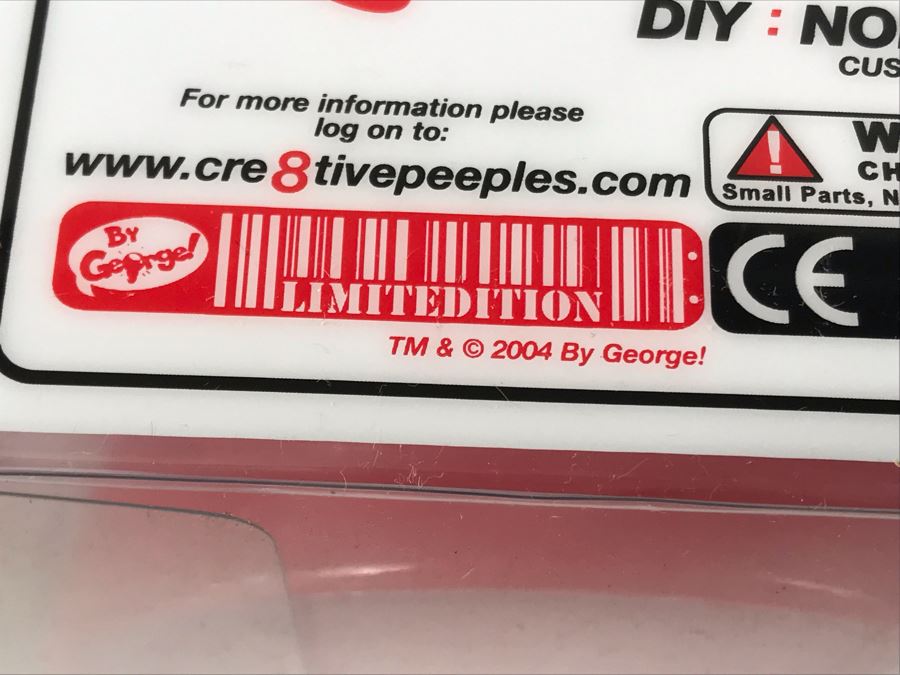 DIY : NO
CUS
For more information please
log on to:
www.cre8tivepeeples.com
W
CH
Small Parts, N
By
George!
LIMITEDITION
CE
TM & © 2004 By George!